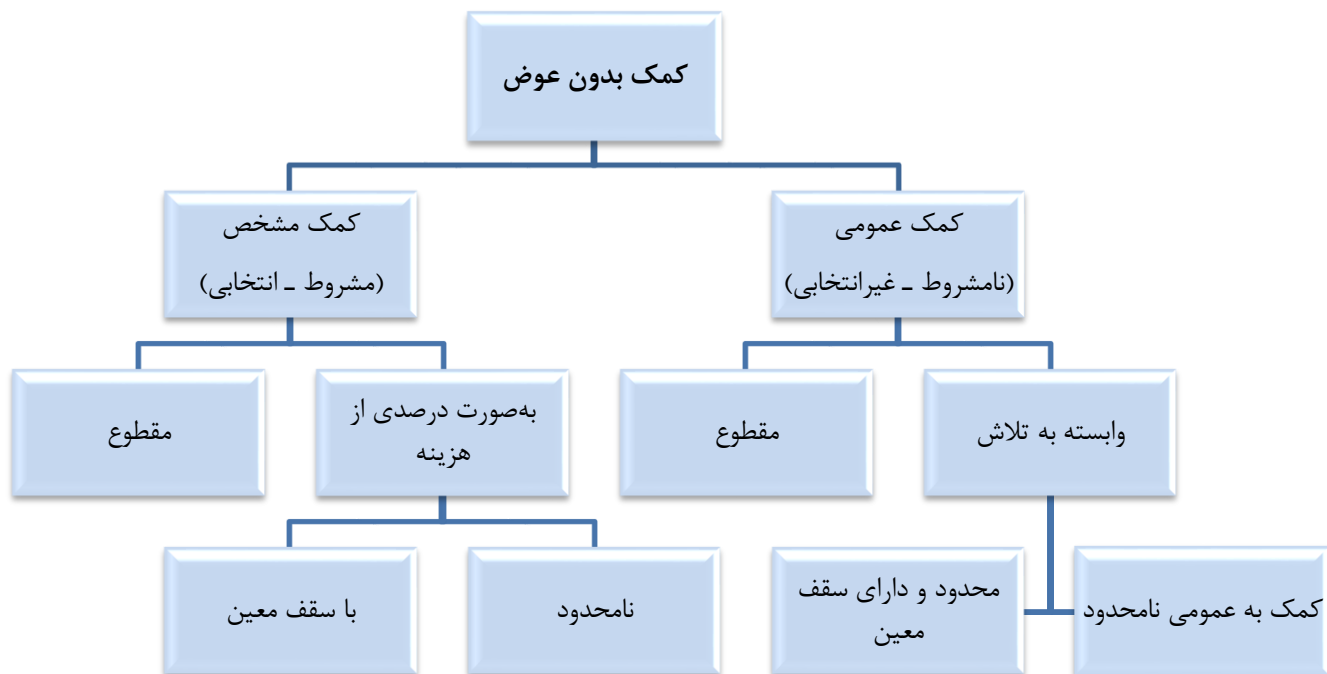 کمک بدون عوض
کمک عمومی
(نامشروط ـ غیرانتخابی)
کمک مشخص
(مشروط ـ انتخابی)
وابسته به تلاش
مقطوع
به‌صورت درصدی از
هزینه
مقطوع
کمک به عمومی نامحدود
محدود و دارای سقف
معین
نامحدود
با سقف معین